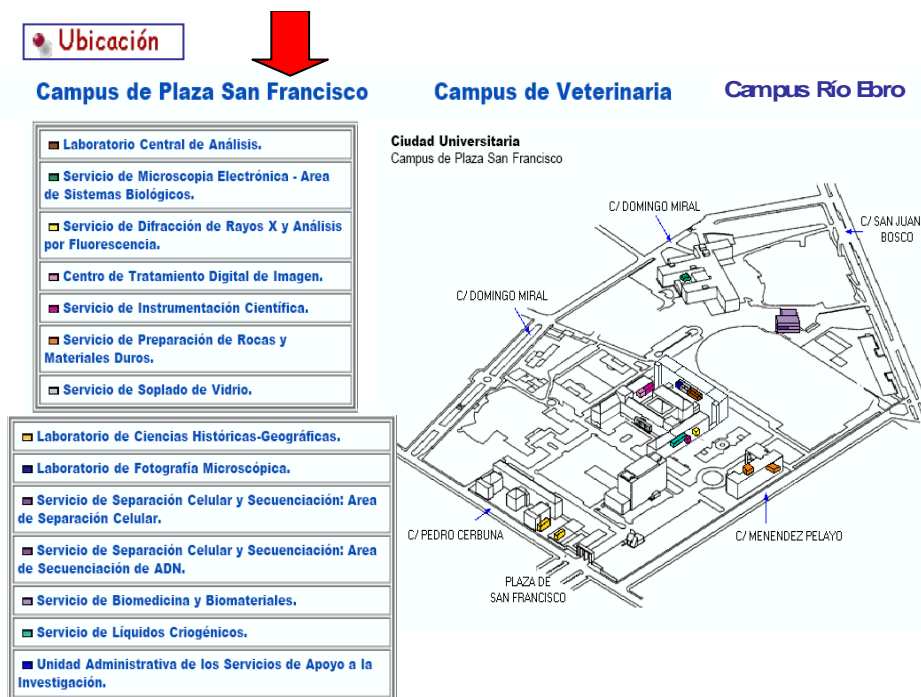 Ubicación
Campus de Plaza San Francisco
Campus de Veterinaria
Campus Río Ebro
Laboratorio Central de Análisis.
Servicio de Microscopia Electrónica - Area
de Sistemas Biológicos.
Servicio de Difracción de Rayos X y Análisis
por Fluorescencia.
Centro de Tratamiento Digital de Imagen.
Servicio de Instrumentación Científica.
Servicio de Preparación de Rocas y
Materiales Duros.
Servicio de Soplado de Vidrio.
Laboratorio de Ciencias Históricas-Geográficas.
Laboratorio de Fotografía Microscópica.
Servicio de Separación Celular y Secuenciación: Area
de Separación Celular.
Servicio de Separación Celular y Secuenciación: Area
de Secuenciación de ADN.
Servicio de Biomedicina y Biomateriales.
Servicio de Líquidos Criogénicos.
Unidad Administrativa de los Servicios de Apoyo a la
Investigación.
Ciudad Universitaria
Campus de Plaza San Francisco
C/ DOMINGO MIRAL
C/ SAN JUAN
BOSCO
C/ DOMINGO MIRAL
C/ PEDRO CERBUNA
C/ MENENDEZ PELAYO
PLAZA DE
SAN FRANCISCO